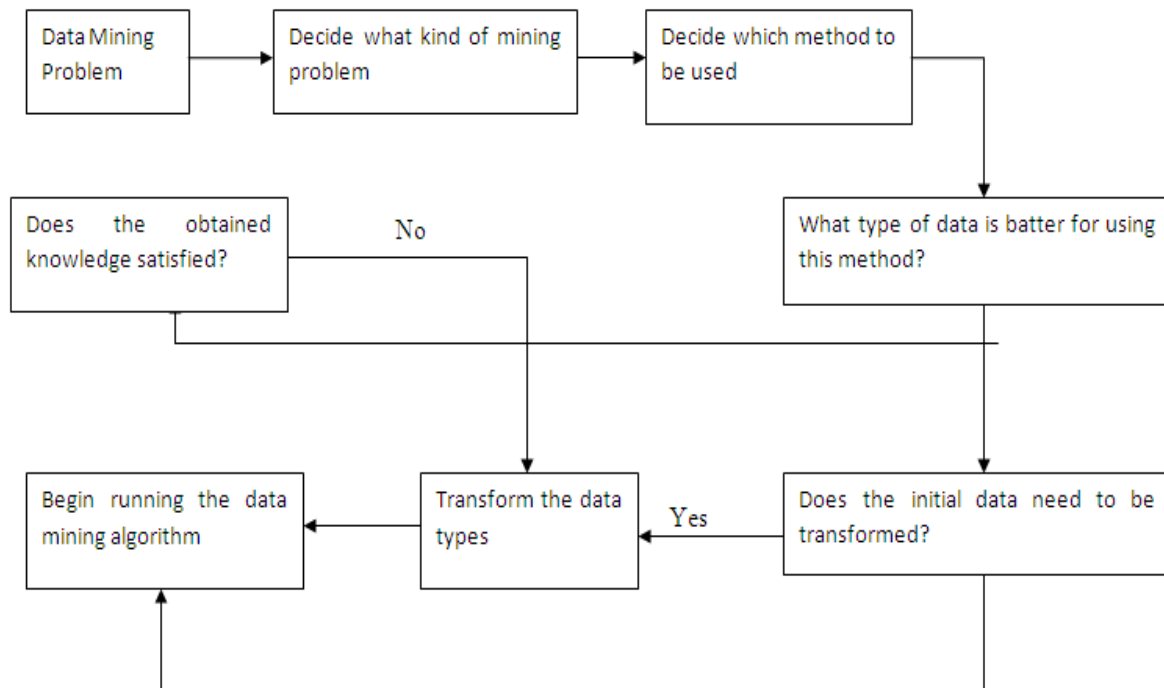 Data Mining
Problem
Decide what kind of mining
problem
Decide which method to
be used
Does the obtained
knowledge satisfied?
No
What type of data is batter for using
this method?
Begin running the data
mining algorithm
Transform the data
types
Yes
Does the initial data need to be
transformed?